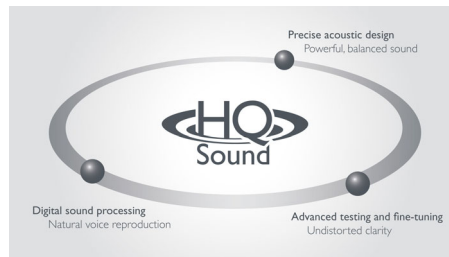 Precise acoustic design
Powerful, balanced sound
HQ
Sound
Digital sound processing
Natural voice reproduction
Advanced testing and fine-tuning
Undistorted clarity